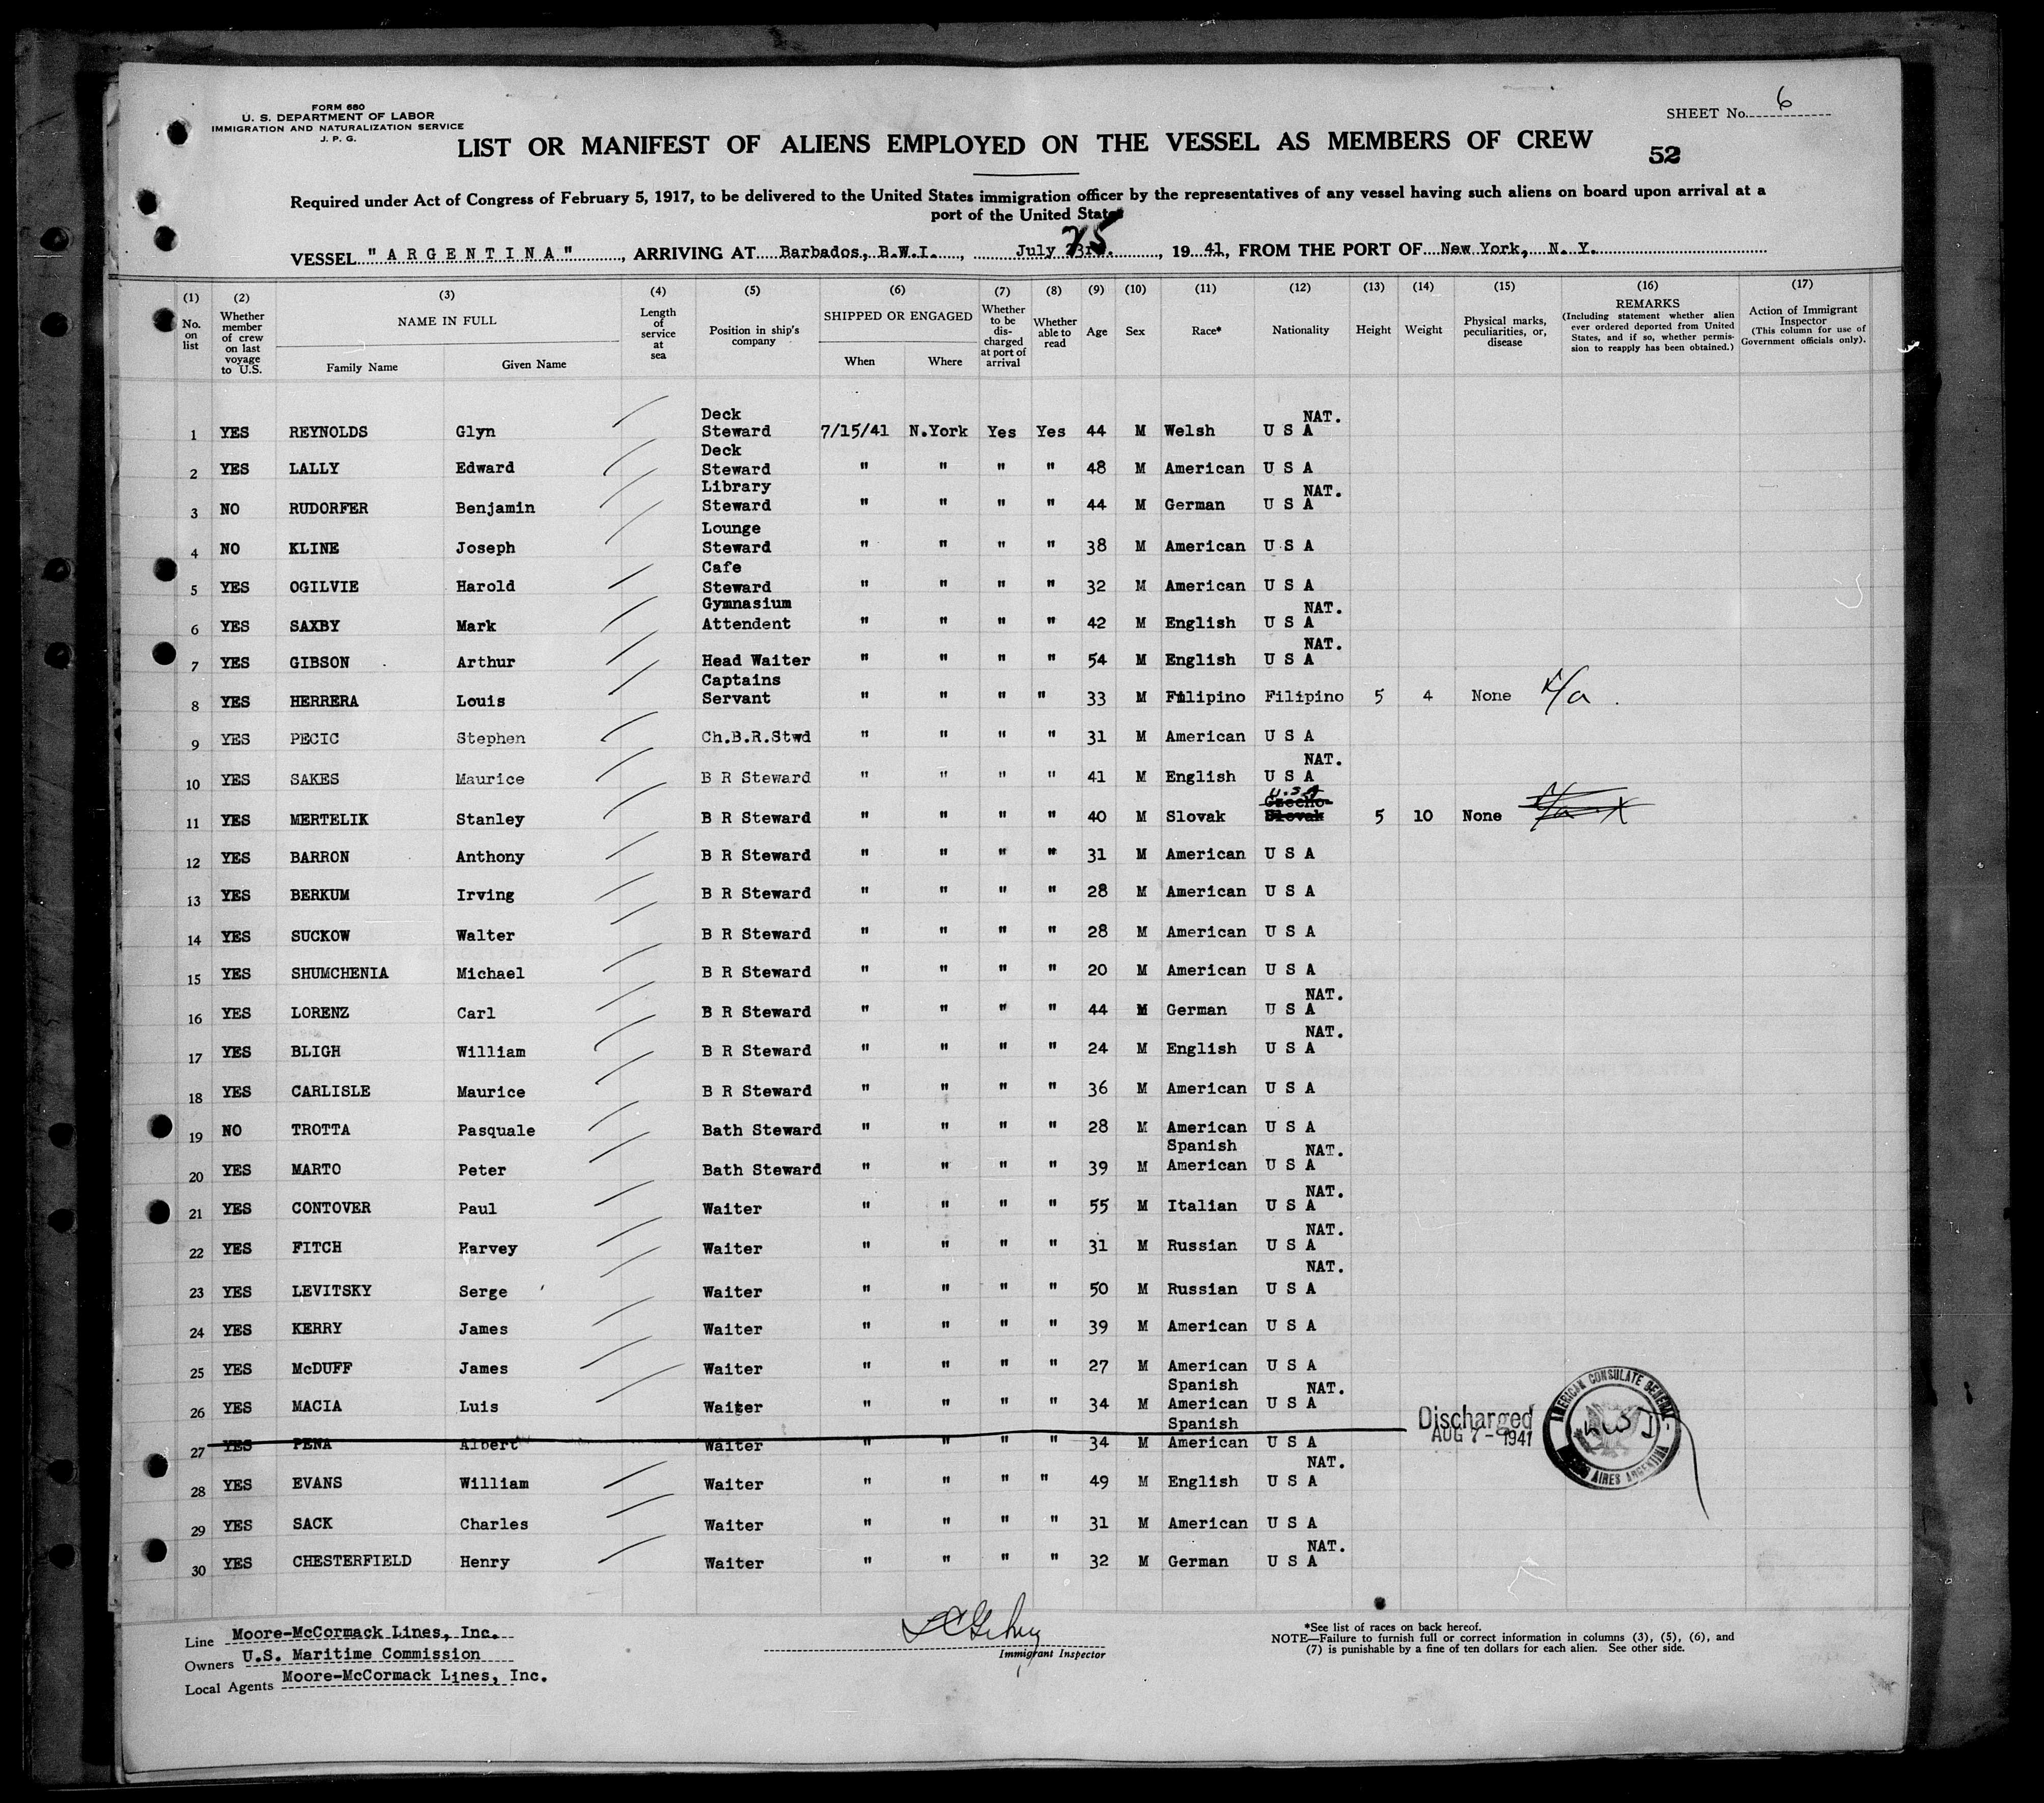 FORM 680
U. S. DEPARTMENT OF LABOR
IMMIGRATION AND NATURALIZATION SERVICE
J. P. G.
SHEET No. 6
LIST OR MANIFEST OF ALIENS EMPLOYED ON THE VESSEL AS MEMBERS OF CREW
52
Required under Act of Congress of February 5, 1917, to be delivered to the United States immigration officer by the representatives of any vessel having such aliens on board upon arrival at a
port of the United States
VESSEL "ARGENTINA", ARRIVING AT Barbados, B.W.I., July 23rd. 25, 19 41, FROM THE PORT OF New York, N. Y.
(1) No. on list
(2) Whether member of crew on last voyage to U.S.
(3) NAME IN FULL Family Name Given Name
(4) Length of service at sea
(5) Position in ship's company
(6) SHIPPED OR ENGAGED When Where
(7) Whether to be dis-charged at port of arrival
(8) Whether able to read
(9) Age
(10) Sex
(11) Race*
(12) Nationality
(13) Height
(14) Weight
(15) Physical marks, peculiarities, or, disease
(16) REMARKS (Including statement whether alien ever ordered deported from United States, and if so, whether permis-sion to reapply has been obtained.)
(17) Action of Immigrant Inspector (This column for use of Government officials only).
1 YES REYNOLDS Glyn Deck Steward 7/15/41 N.York Yes Yes 44 M Welsh U S A NAT.
2 YES LALLY Edward Deck Steward " " " " 48 M American U S A
3 NO RUDORFER Benjamin Library Steward " " " " 44 M German U S A NAT.
4 NO KLINE Joseph Lounge Steward " " " " 38 M American U S A
5 YES OGILVIE Harold Cafe Steward " " " " 32 M American U S A
6 YES SAXBY Mark Gymnasium Attendent " " " " 42 M English U S A NAT.
7 YES GIBSON Arthur Head Waiter " " " " 54 M English U S A NAT.
8 YES HERRERA Louis Captains Servant " " " " 33 M Filipino Filipino 5 4 None
9 YES PECIC Stephen Ch.B.R.Stwd " " " " 31 M American U S A
10 YES SAKES Maurice B R Steward " " " " 41 M English U S A NAT.
11 YES MERTELIK Stanley B R Steward " " " " 40 M Slovak Czecho-Slovak U.S.A 5 10 None
12 YES BARRON Anthony B R Steward " " " " 31 M American U S A
13 YES BERKUM Irving B R Steward " " " " 28 M American U S A
14 YES SUCKOW Walter B R Steward " " " " 28 M American U S A
15 YES SHUMCHENIA Michael B R Steward " " " " 20 M American U S A
16 YES LORENZ Carl B R Steward " " " " 44 M German U S A NAT.
17 YES BLIGH William B R Steward " " " " 24 M English U S A NAT.
18 YES CARLISLE Maurice B R Steward " " " " 36 M American U S A
19 NO TROTTA Pasquale Bath Steward " " " " 28 M American U S A
20 YES MARTO Peter Bath Steward " " " " 39 M Spanish American U S A NAT.
21 YES CONTOVER Paul Waiter " " " " 55 M Italian U S A NAT.
22 YES FITCH Harvey Waiter " " " " 31 M Russian U S A NAT.
23 YES LEVITSKY Serge Waiter " " " " 50 M Russian U S A NAT.
24 YES KERRY James Waiter " " " " 39 M American U S A
25 YES McDUFF James Waiter " " " " 27 M American U S A
26 YES MACIA Luis Waiter " " " " 34 M Spanish American U S A NAT.
27 YES PENA Albert Waiter " " " " 34 M Spanish American U S A Discharged AUG 7 - 1941
AMERICAN CONSULATE GENERAL
AIRES ARGENTINA
28 YES EVANS William Waiter " " " " 49 M English U S A NAT.
29 YES SACK Charles Waiter " " " " 31 M American U S A
30 YES CHESTERFIELD Henry Waiter " " " " 32 M German U S A NAT.
Line Moore-McCormack Lines, Inc.
Owners U.S. Maritime Commission
Local Agents Moore-McCormack Lines, Inc.
Immigrant Inspector
*See list of races on back hereof.
NOTE—Failure to furnish full or correct information in columns (3), (5), (6), and
(7) is punishable by a fine of ten dollars for each alien. See other side.